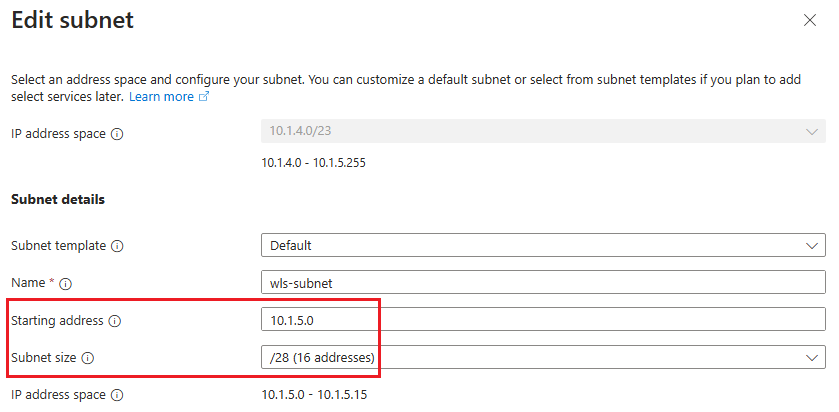 Edit subnet
Select an address space and configure your subnet. You can customize a default subnet or select from subnet templates if you plan to add
select services later. Learn more
IP address space
10.1.4.0/23
10.1.4.0 - 10.1.5.255
Subnet details
Subnet template
Default
Name *
wls-subnet
Starting address
10.1.5.0
Subnet size
/28 (16 addresses)
IP address space
10.1.5.0 - 10.1.5.15